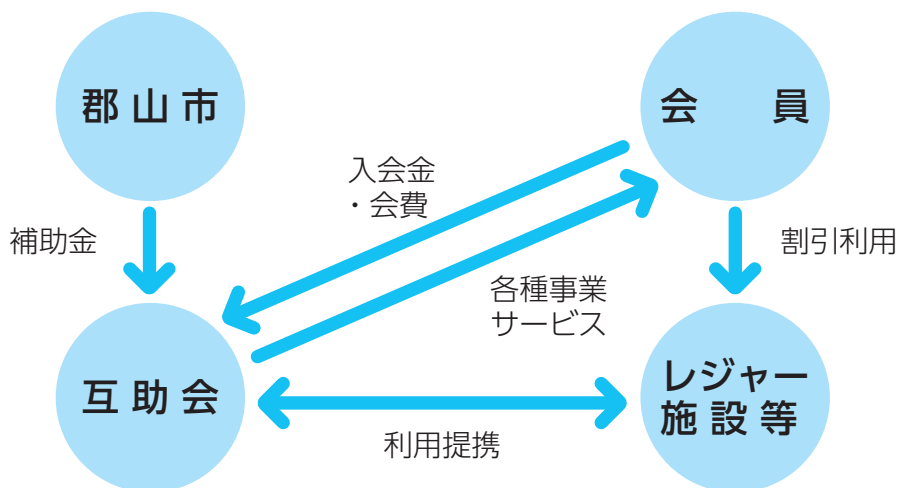 郡山市
会員
入会金
・会費
補助金
割引利用
各種事業
サービス
互助会
レジャー
施設等
利用提携